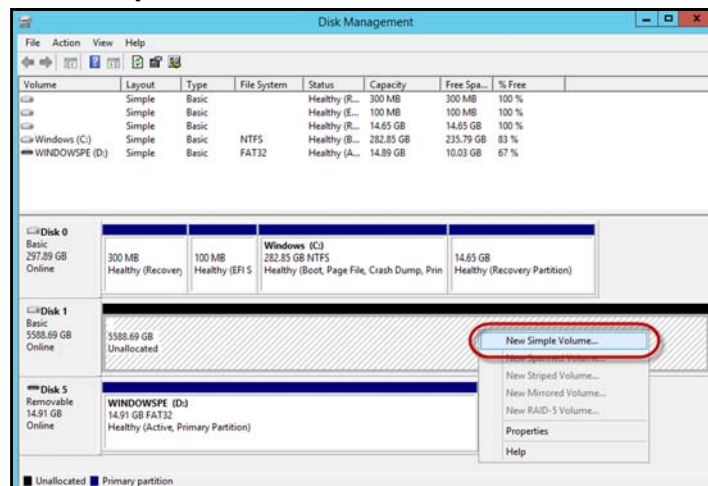 Disk Management
File Action View Help
Volume Layout Type File System Status Capacity Free Spa... % Free
Simple Basic Healthy (R... 300 MB 300 MB 100 %
Simple Basic Healthy (E... 100 MB 100 MB 100 %
Simple Basic Healthy (R... 14.65 GB 14.65 GB 100 %
Windows (C:) Simple Basic NTFS Healthy (B... 282.85 GB 235.79 GB 83 %
WINDOWSPE (D:) Simple Basic FAT32 Healthy (A... 14.89 GB 10.03 GB 67 %
Disk 0
Basic
297.89 GB
Online
300 MB
Healthy (Recovery
100 MB
Healthy (EFI S
Windows (C:)
282.85 GB NTFS
Healthy (Boot, Page File, Crash Dump, Prin
14.65 GB
Healthy (Recovery Partition)
Disk 1
Basic
5588.69 GB
Online
5588.69 GB
Unallocated
New Simple Volume...
New Spanned Volume...
New Striped Volume...
New Mirrored Volume...
New RAID-5 Volume...
Properties
Help
Disk 5
Removable
14.91 GB
Online
WINDOWSPE (D:)
14.91 GB FAT32
Healthy (Active, Primary Partition)
Unallocated Primary partition